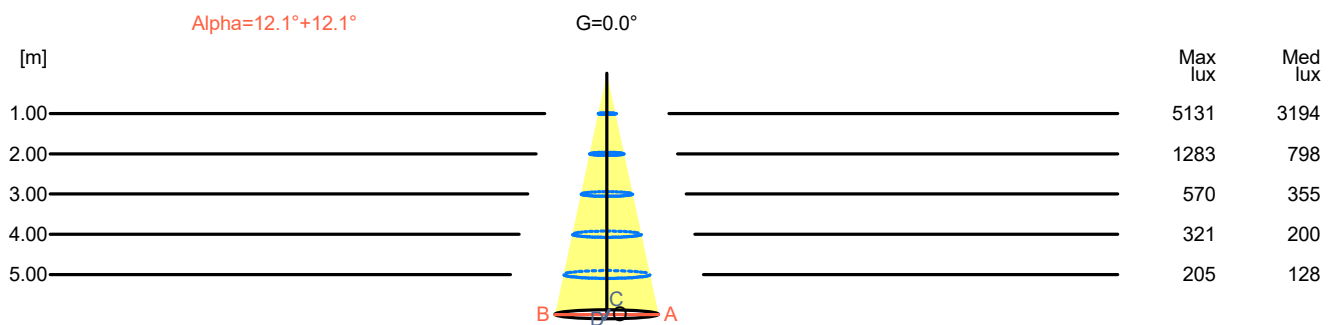 Alpha=12.1°+12.1° G=0.0°
[m] Max lux Med lux
1.00 5131 3194
2.00 1283 798
3.00 570 355
4.00 321 200
5.00 205 128
C
B D O A